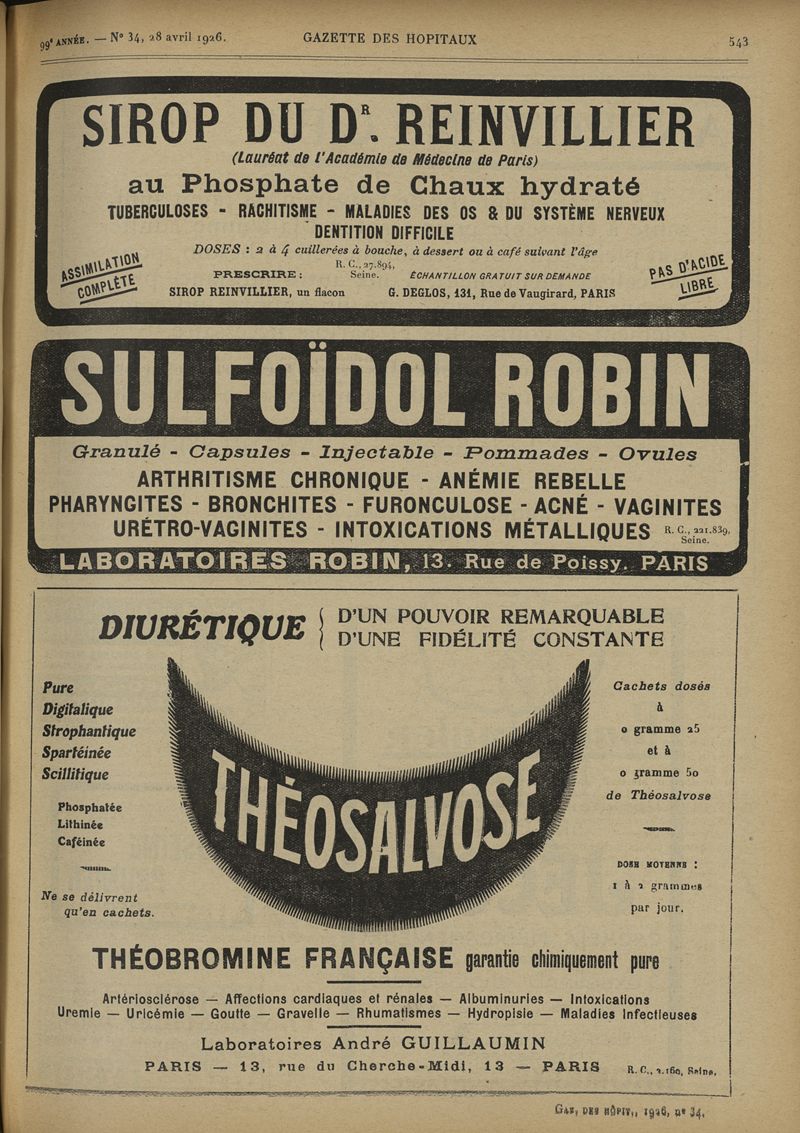 99e ANNÉE. — No 34, 28 avril 1926.
GAZETTE DES HOPITAUX
543
SIROP DU DR. REINVILLIER
(Lauréat de l'Académie de Médecine de Paris)
au Phosphate de Chaux hydraté
TUBERCULOSES - RACHITISME - MALADIES DES OS & DU SYSTÈME NERVEUX
DENTITION DIFFICILE
DOSES : 2 à 4 cuillerées à bouche, à dessert ou à café suivant l'âge
ASSIMILATION
COMPLÈTE
PRESCRIRE :
R. C., 27.894,
Seine.
ÉCHANTILLON GRATUIT SUR DEMANDE
PAS D'ACIDE
LIBRE
SIROP REINVILLIER, un flacon
G. DEGLOS, 131, Rue de Vaugirard, PARIS
SULFOÏDOL ROBIN
Granulé - Capsules - Injectable - Pommades - Ovules
ARTHRITISME CHRONIQUE - ANÉMIE REBELLE
PHARYNGITES - BRONCHITES - FURONCULOSE - ACNÉ - VAGINITES
URÉTRO-VAGINITES - INTOXICATIONS MÉTALLIQUES
R. C., 221.839,
Seine.
LABORATOIRES ROBIN, 13. Rue de Poissy. PARIS
DIURÉTIQUE
D'UN POUVOIR REMARQUABLE
D'UNE FIDÉLITÉ CONSTANTE
Pure
Digitalique
Strophantique
Spartéinée
Scillitique
Phosphatée
Lithinée
Caféinée
Ne se délivrent
qu'en cachets.
THÉOSALVOSE
Cachets dosés
à
0 gramme 25
et à
0 gramme 50
de Théosalvose
DOSE MOYENNE :
1 à 2 grammes
par jour.
THÉOBROMINE FRANÇAISE garantie chimiquement pure
Artériosclérose — Affections cardiaques et rénales — Albuminuries — Intoxications
Uremie — Uricémie — Goutte — Gravelle — Rhumatismes — Hydropisie — Maladies Infectieuses
Laboratoires André GUILLAUMIN
PARIS — 13, rue du Cherche-Midi, 13 — PARIS
R. C., 2.160, Seine.
GAZ. DES HÔPIT., 1926, no 34.